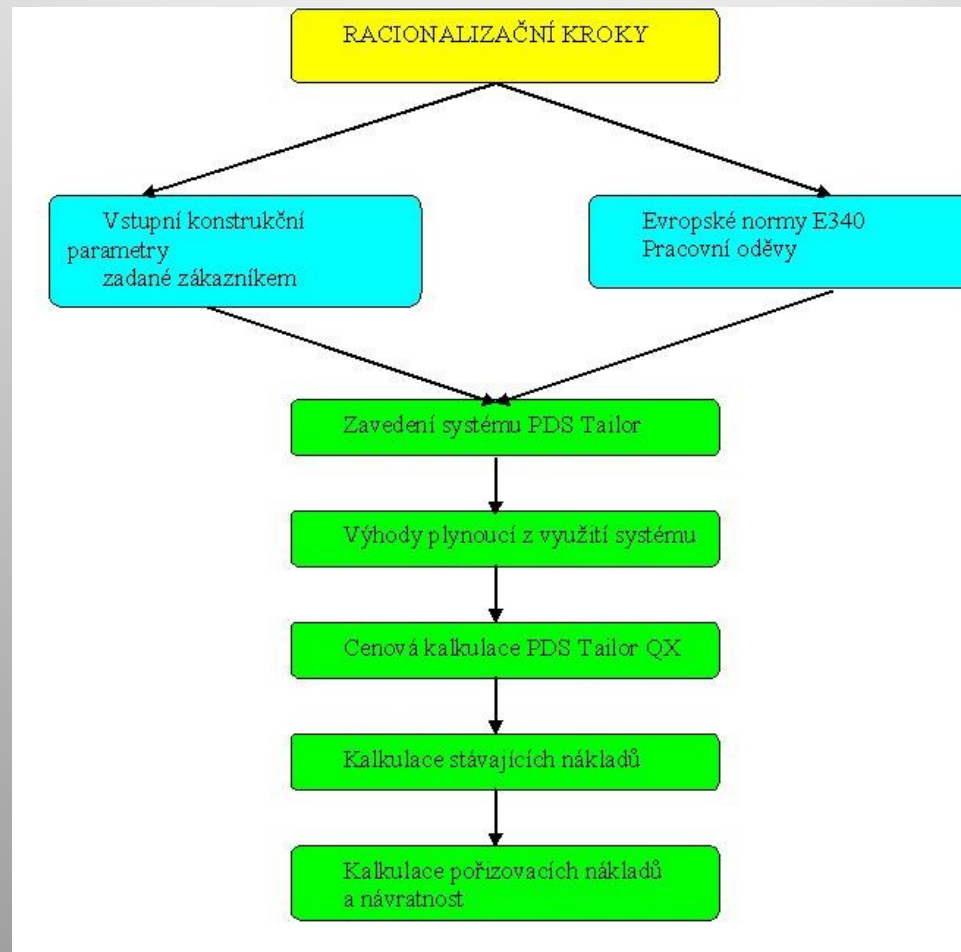 RACIONALIZAČNÍ KROKY
Vstupní konstrukční
parametry
zadané zákazníkem
Evropské normy E340
Pracovní oděvy
Zavedení systému PDS Tailor
Výhody plynoucí z využití systému
Cenová kalkulace PDS Tailor QX
Kalkulace stávajících nákladů
Kalkulace pořizovacích nákladů
a návratnost